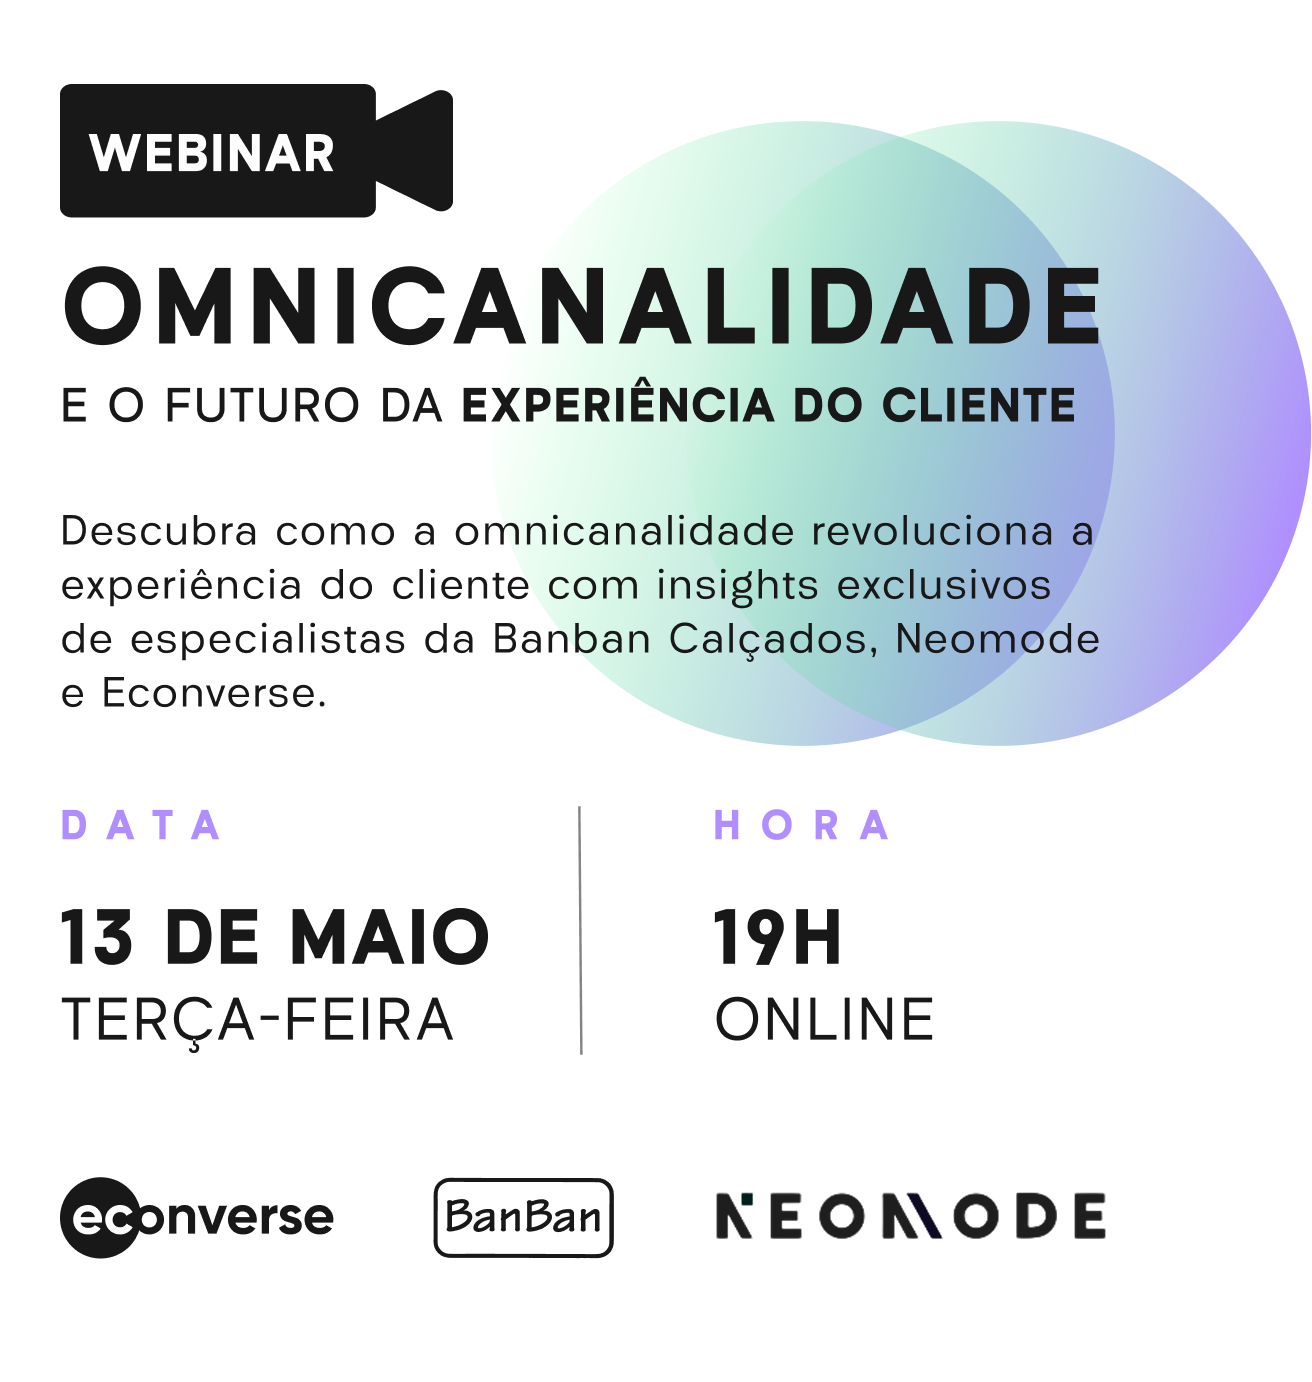 WEBINAR
OMNICANALIDADE
E O FUTURO DA EXPERIÊNCIA DO CLIENTE
Descubra como a omnicanalidade revoluciona a
experiência do cliente com insights exclusivos
de especialistas da Banban Calçados, Neomode
e Econverse.
DATA
13 DE MAIO
TERÇA-FEIRA
HORA
19H
ONLINE
econverse
BanBan
NEOMODE